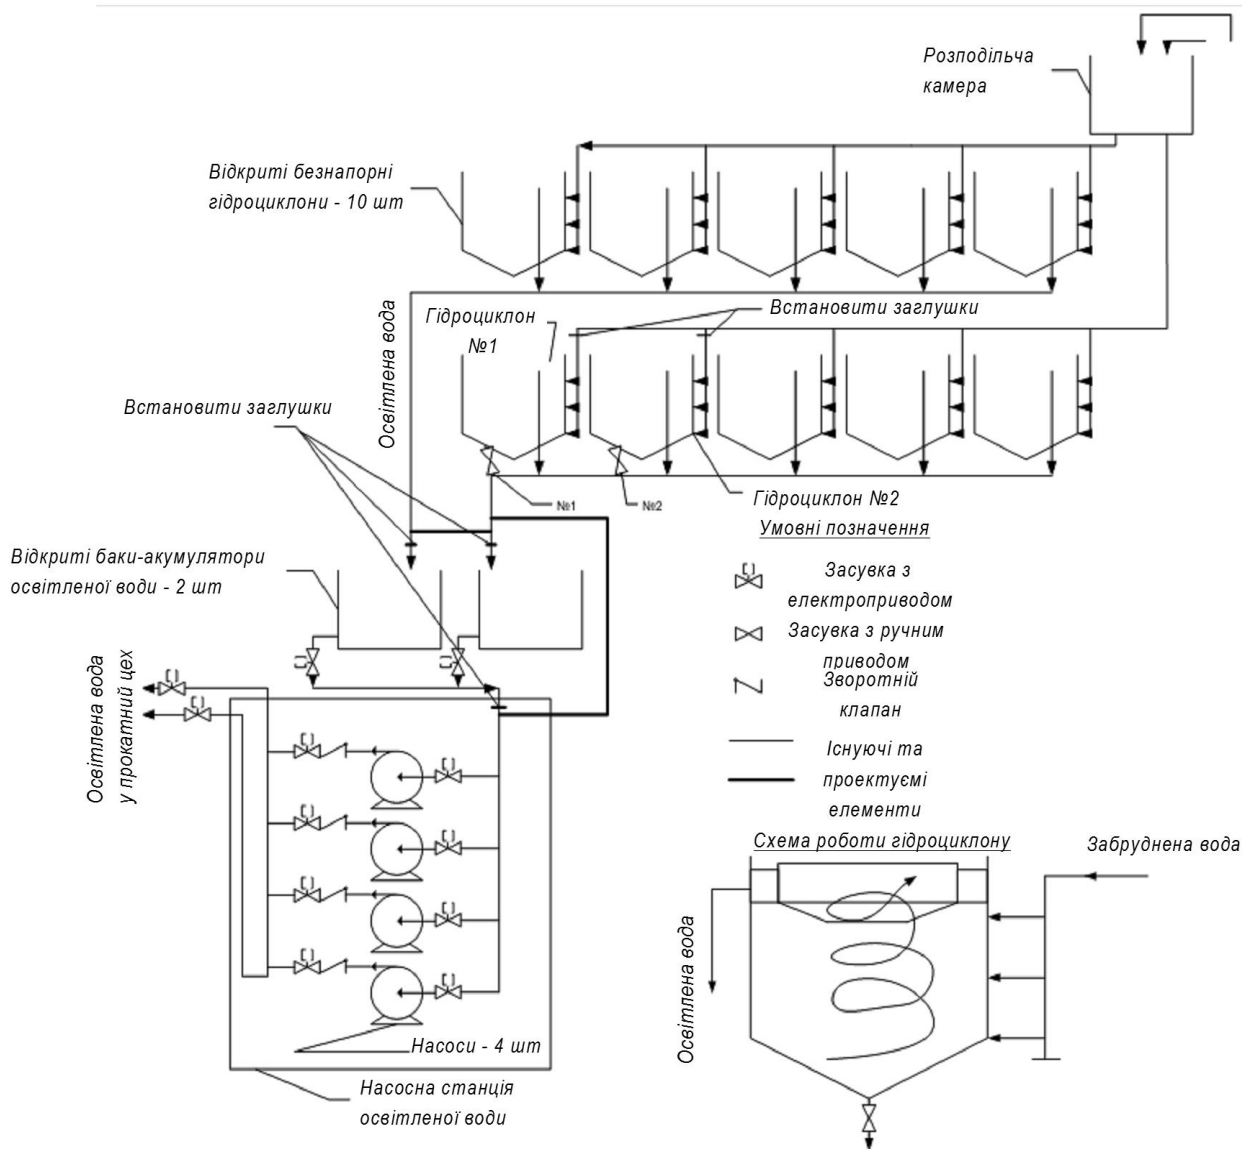 Розподільча
камера
Відкриті безнапорні
гідроциклони - 10 шт
Освітлена вода
Гідроциклон
№1
Встановити заглушки
Встановити заглушки
№1
№2
Гідроциклон №2
Умовні позначення
Відкриті баки-акумулятори
освітленої води - 2 шт
Засувка з
електроприводом
Засувка з ручним
приводом
Зворотній
клапан
Існуючі та
проектуємі
елементи
Освітлена вода
у прокатний цех
Насоси - 4 шт
Насосна станція
освітленої води
Схема роботи гідроциклону
Забруднена вода
Освітлена вода